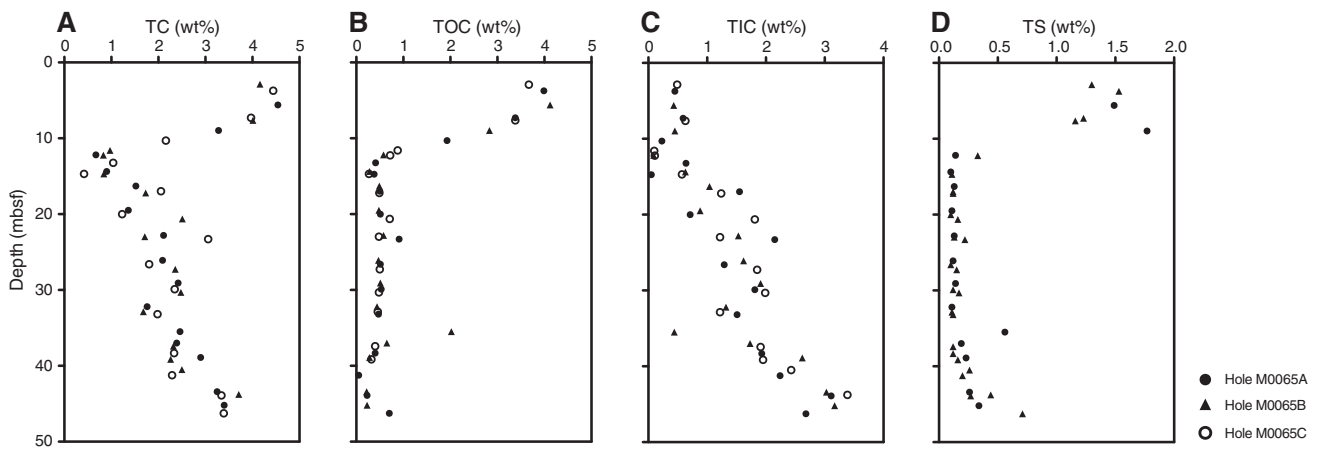 A
TC (wt%)
0 1 2 3 4 5
B
TOC (wt%)
0 1 2 3 4 5
C
TIC (wt%)
0 1 2 3 4
D
TS (wt%)
0.0 0.5 1.0 1.5 2.0
Depth (mbsf)
0
10
20
30
40
50
Hole M0065A
Hole M0065B
Hole M0065C